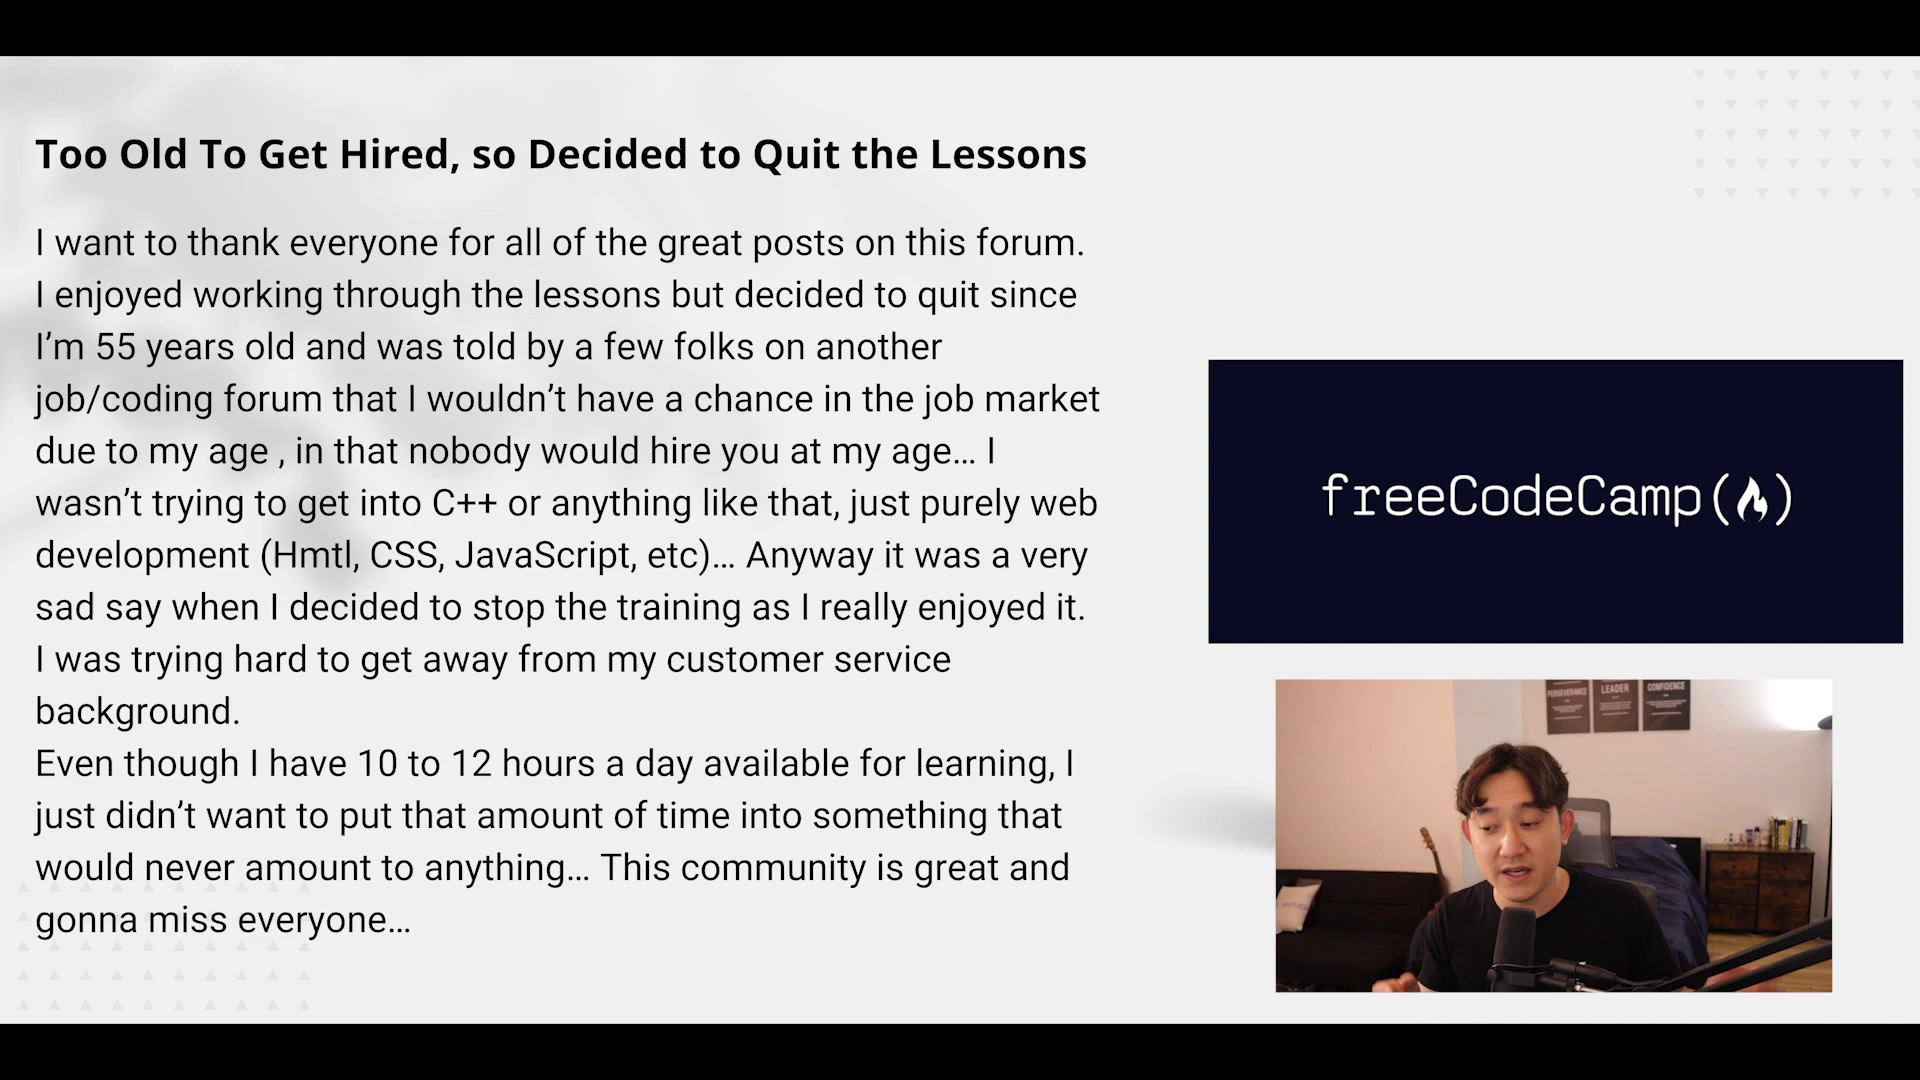 Too Old To Get Hired, so Decided to Quit the Lessons
I want to thank everyone for all of the great posts on this forum.
I enjoyed working through the lessons but decided to quit since
I’m 55 years old and was told by a few folks on another
job/coding forum that I wouldn’t have a chance in the job market
due to my age , in that nobody would hire you at my age… I
wasn’t trying to get into C++ or anything like that, just purely web
development (Hmtl, CSS, JavaScript, etc)… Anyway it was a very
sad say when I decided to stop the training as I really enjoyed it.
I was trying hard to get away from my customer service
background.
Even though I have 10 to 12 hours a day available for learning, I
just didn’t want to put that amount of time into something that
would never amount to anything… This community is great and
gonna miss everyone…
freeCodeCamp(🔥)
PERSEVERANCE
LEADER
CONFIDENCE